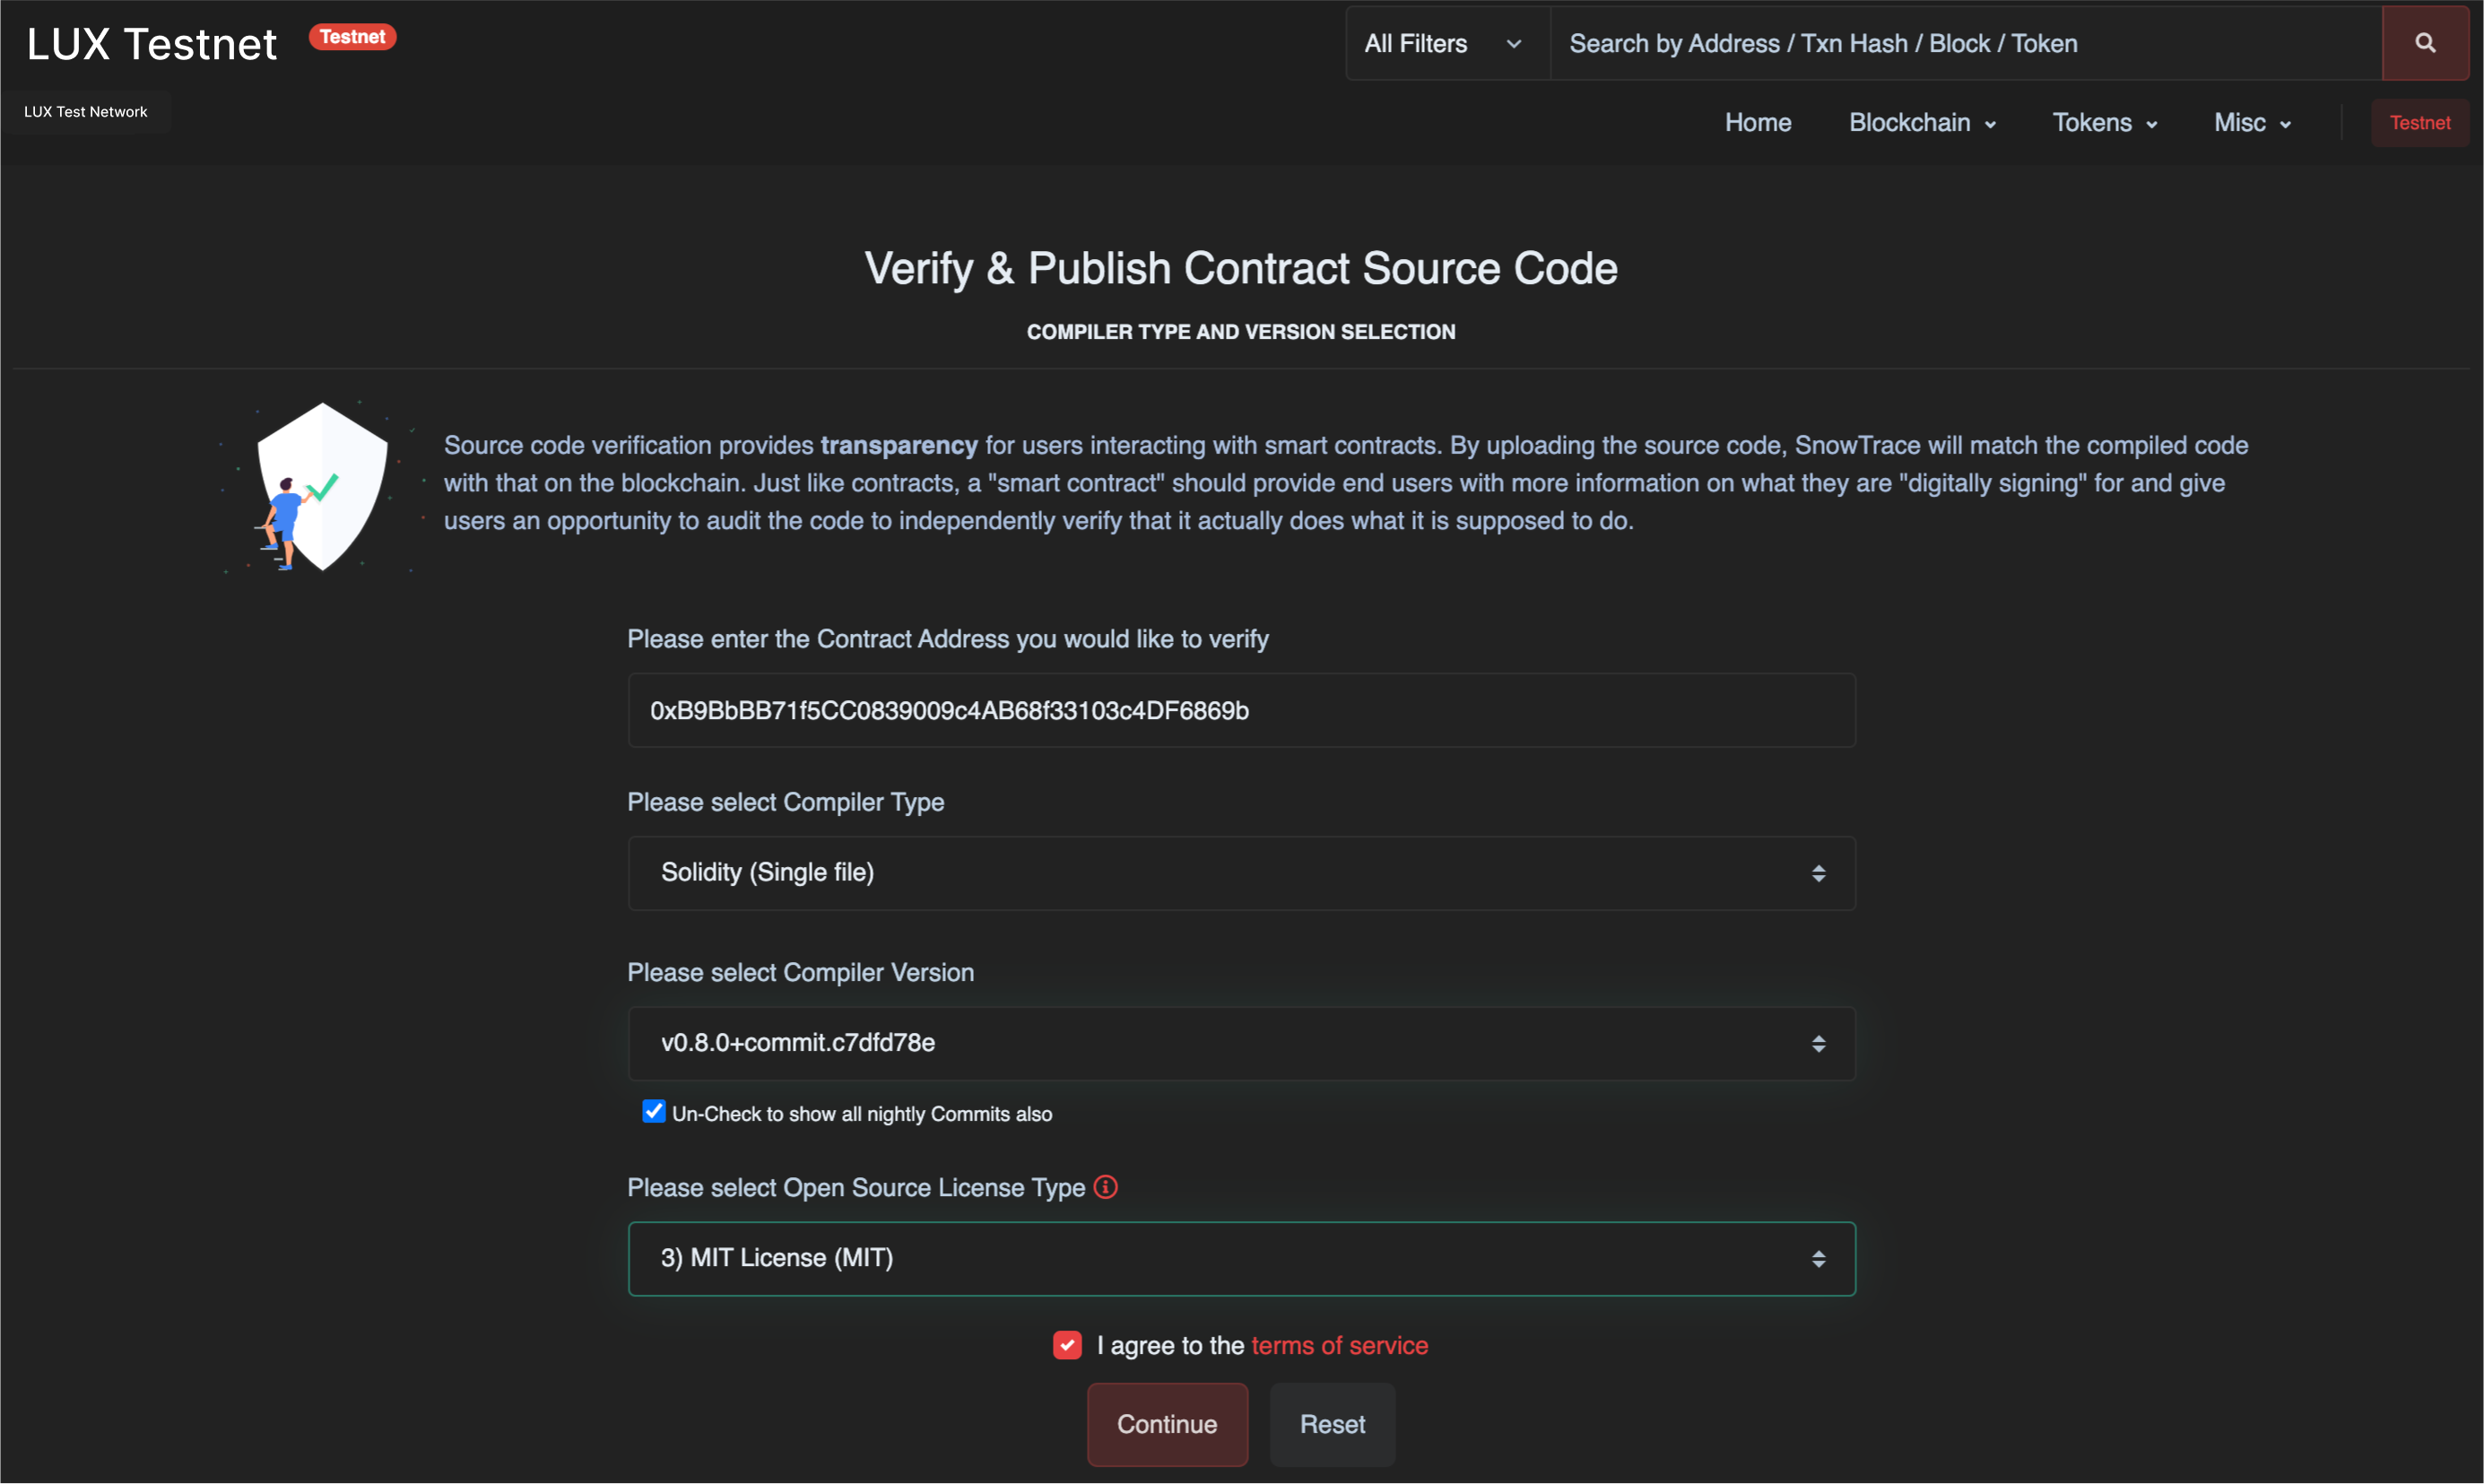 LUX Testnet
Testnet
All Filters
Search by Address / Txn Hash / Block / Token
LUX Test Network
Home
Blockchain
Tokens
Misc
Testnet
Verify & Publish Contract Source Code
COMPILER TYPE AND VERSION SELECTION
Source code verification provides transparency for users interacting with smart contracts. By uploading the source code, SnowTrace will match the compiled code
with that on the blockchain. Just like contracts, a "smart contract" should provide end users with more information on what they are "digitally signing" for and give
users an opportunity to audit the code to independently verify that it actually does what it is supposed to do.
Please enter the Contract Address you would like to verify
0xB9BbBB71f5CC0839009c4AB68f33103c4DF6869b
Please select Compiler Type
Solidity (Single file)
Please select Compiler Version
v0.8.0+commit.c7dfd78e
Un-Check to show all nightly Commits also
Please select Open Source License Type
3) MIT License (MIT)
I agree to the terms of service
Continue
Reset